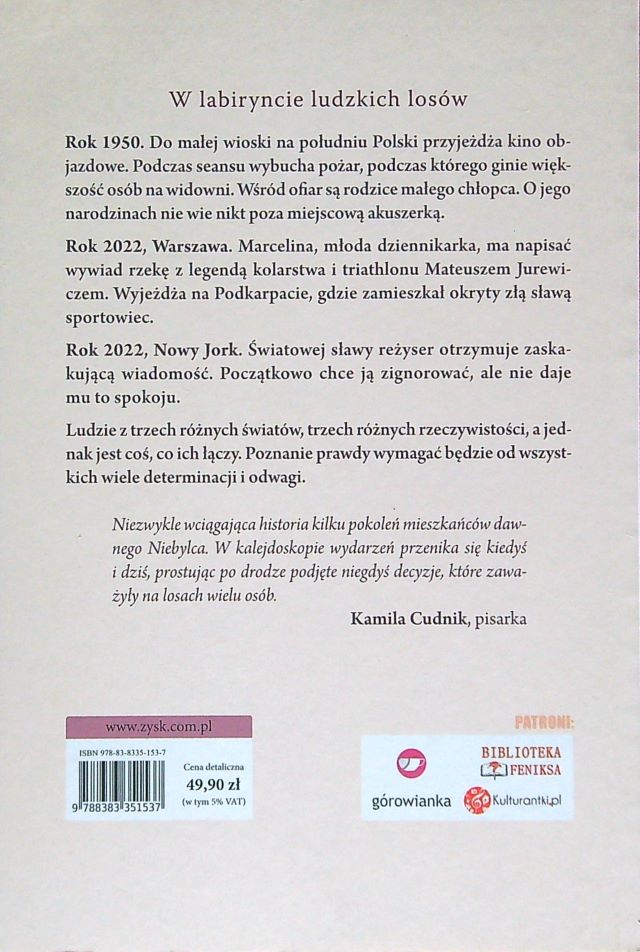 W labiryncie ludzkich losów
Rok 1950. Do małej wioski na południu Polski przyjeżdża kino ob-
jazdowe. Podczas seansu wybucha pożar, podczas którego ginie więk-
szość osób na widowni. Wśród ofiar są rodzice małego chłopca. O jego
narodzinach nie wie nikt poza miejscową akuszerką.
Rok 2022, Warszawa. Marcelina, młoda dziennikarka, ma napisać
wywiad rzekę z legendą kolarstwa i triathlonu Mateuszem Jurewi-
czem. Wyjeżdża na Podkarpacie, gdzie zamieszkał okryty złą sławą
sportowiec.
Rok 2022, Nowy Jork. Światowej sławy reżyser otrzymuje zaska-
kującą wiadomość. Początkowo chce ją zignorować, ale nie daje
mu to spokoju.
Ludzie z trzech różnych światów, trzech różnych rzeczywistości, a jed-
nak jest coś, co ich łączy. Poznanie prawdy wymagać będzie od wszyst-
kich wiele determinacji i odwagi.
Niezwykle wciągająca historia kilku pokoleń mieszkańców daw-
nego Niebylca. W kalejdoskopie wydarzeń przenika się kiedyś
i dziś, prostując po drodze podjęte niegdyś decyzje, które zawa-
żyły na losach wielu osób.
Kamila Cudnik, pisarka
www.zysk.com.pl
ISBN 978-83-8335-153-7
Cena detaliczna
49,90 zł
(w tym 5% VAT)
9 788383 351537
PATRONI:
górowianka
BIBLIOTEKA
FENIKSA
Kulturantki.pl